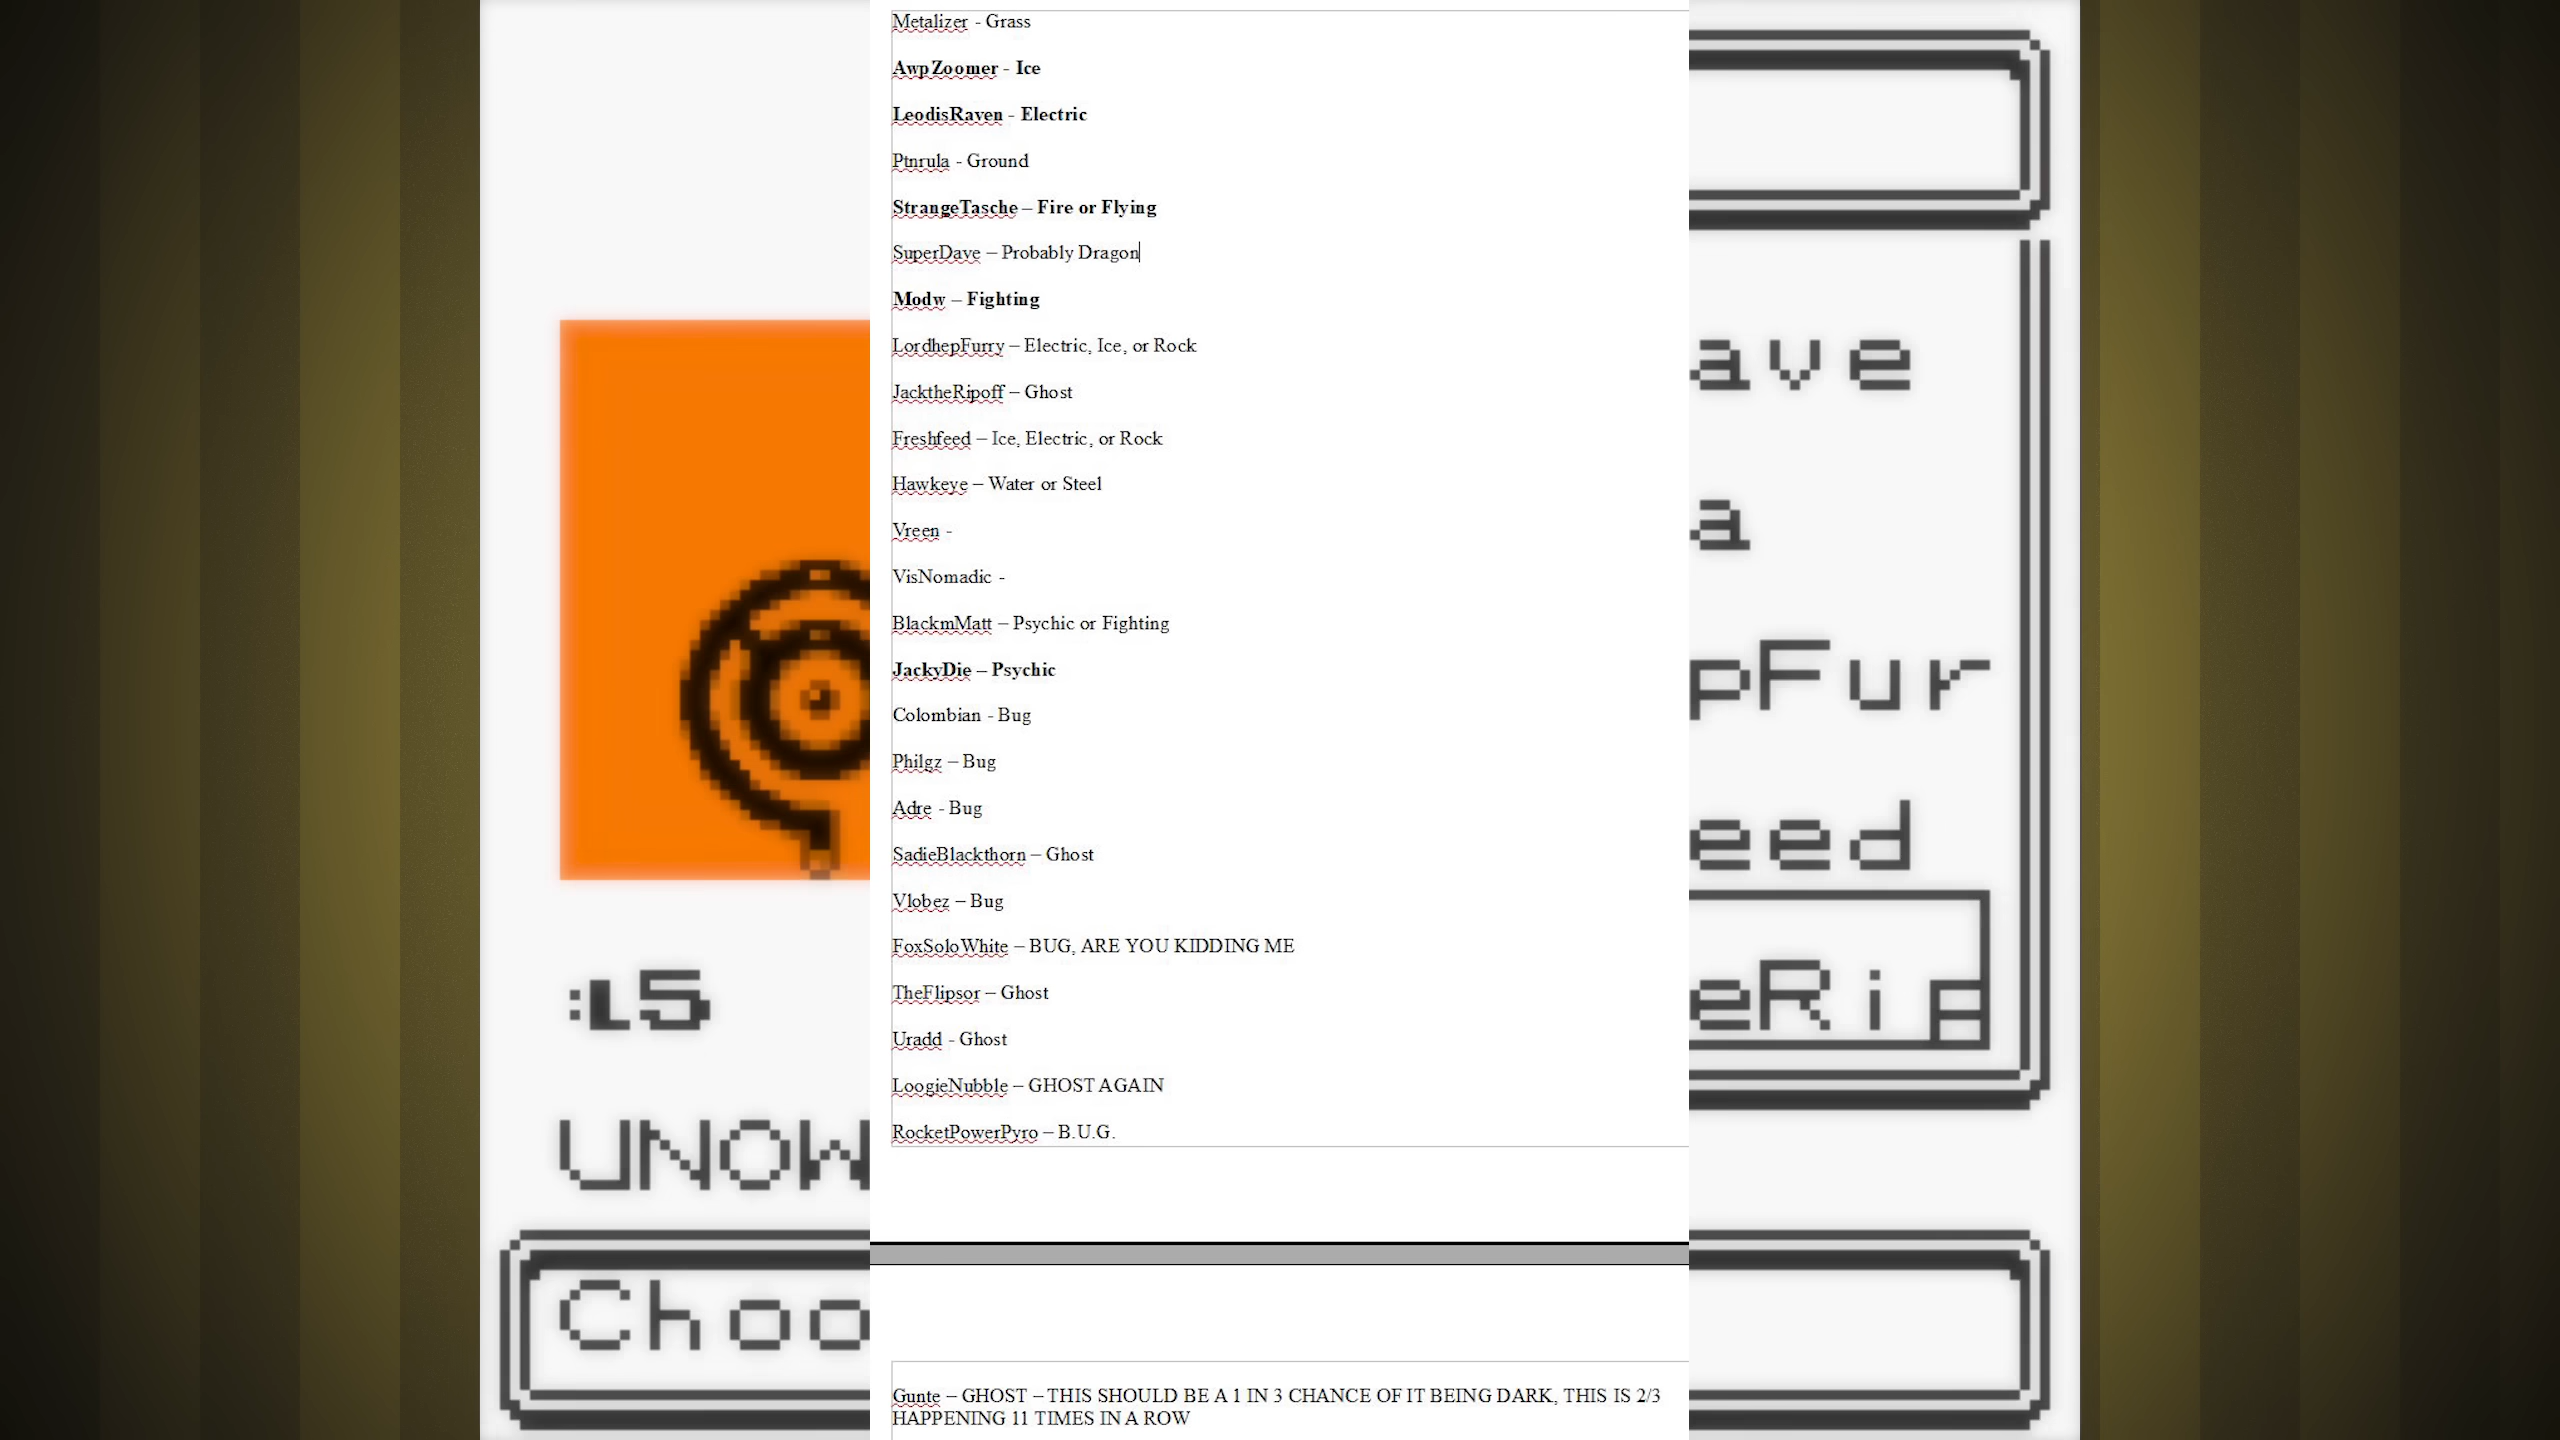 Metalizer - Grass
AwpZoomer - Ice
LeodisRaven - Electric
Ptnrula - Ground
StrangeTasche – Fire or Flying
SuperDave – Probably Dragon
Modw – Fighting
LordhepFurry – Electric, Ice, or Rock
JacktheRipoff – Ghost
Freshfeed – Ice, Electric, or Rock
Hawkeye – Water or Steel
Vreen -
VisNomadic -
BlackmMatt – Psychic or Fighting
JackyDie – Psychic
Colombian - Bug
Philgz – Bug
Adre - Bug
SadieBlackthorn – Ghost
Vlobez – Bug
FoxSoloWhite – BUG, ARE YOU KIDDING ME
TheFlipsor – Ghost
Uradd - Ghost
LoogieNubble – GHOST AGAIN
RocketPowerPyro – B.U.G.
Gunte – GHOST – THIS SHOULD BE A 1 IN 3 CHANCE OF IT BEING DARK, THIS IS 2/3
HAPPENING 11 TIMES IN A ROW
:L5
UNOW
Choo
ave
a
pFur
eed
eRi